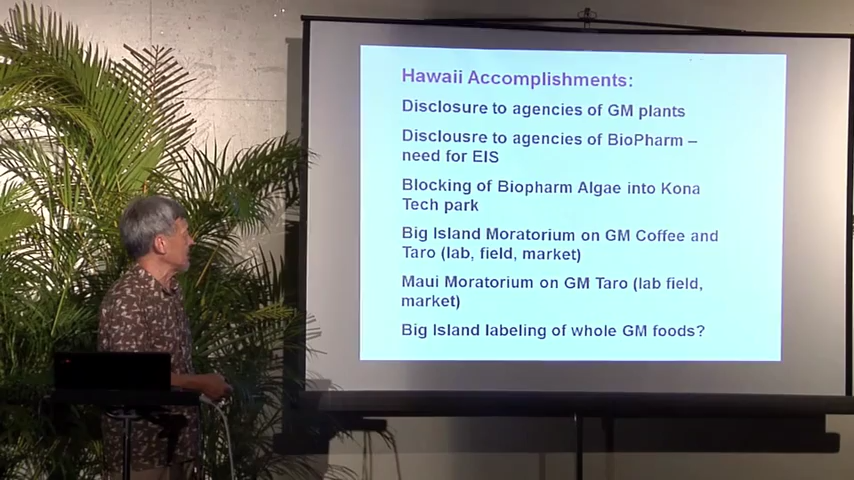 Hawaii Accomplishments:
Disclosure to agencies of GM plants
Disclousre to agencies of BioPharm –
need for EIS
Blocking of Biopharm Algae into Kona
Tech park
Big Island Moratorium on GM Coffee and
Taro (lab, field, market)
Maui Moratorium on GM Taro (lab field,
market)
Big Island labeling of whole GM foods?